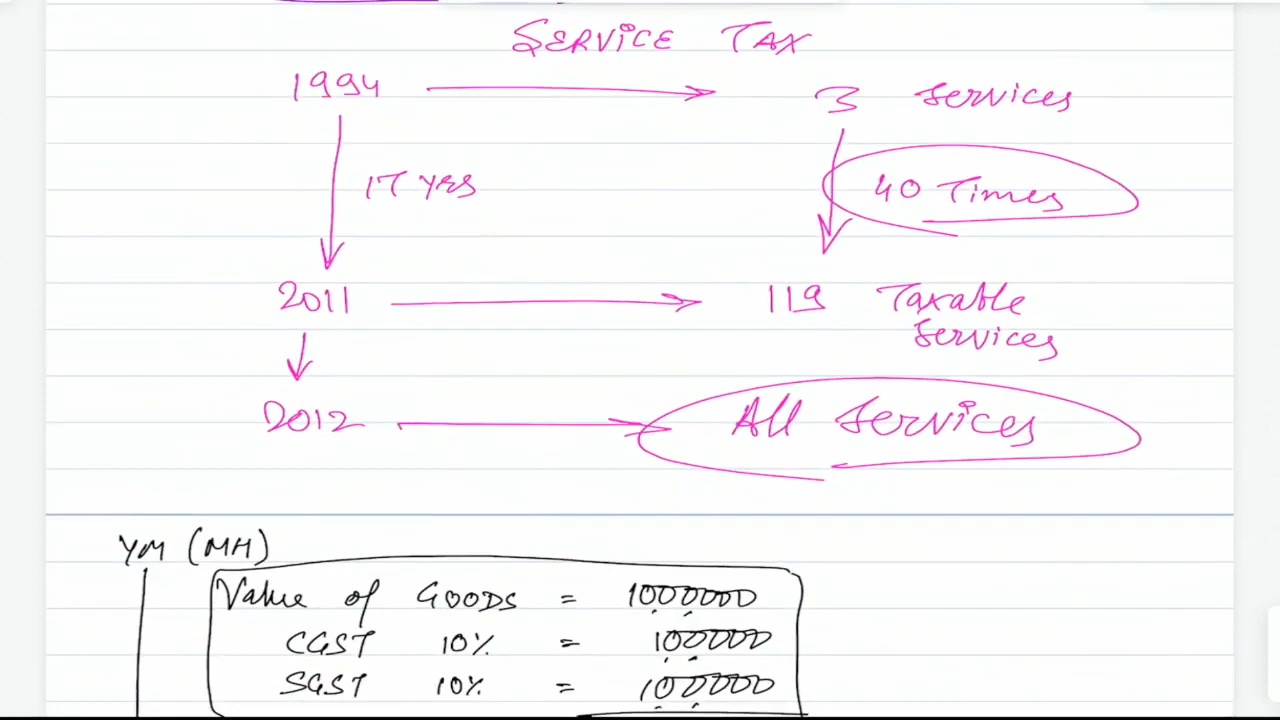 SERVICE TAX
1994 → 3 Services
17 YRS 40 Times
2011 → 119 Taxable
Services
2012 → All Services
YM (MH)
Value of GOODS = 1000000
CGST 10% = 100000
SGST 10% = 100000